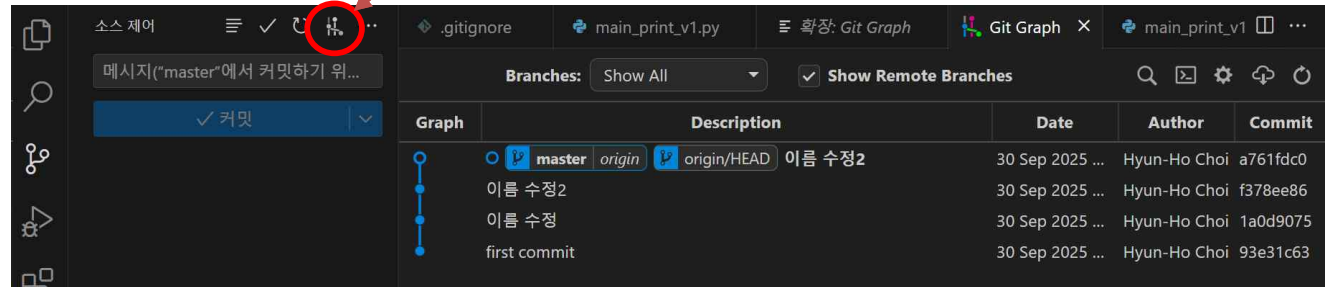 소스 제어
.gitignore
main_print_v1.py
확장: Git Graph
Git Graph
main_print_v1
메시지("master"에서 커밋하기 위...
Branches: Show All
Show Remote Branches
커밋
Graph Description Date Author Commit
master origin origin/HEAD 이름 수정2 30 Sep 2025 ... Hyun-Ho Choi a761fdc0
이름 수정2 30 Sep 2025 ... Hyun-Ho Choi f378ee86
이름 수정 30 Sep 2025 ... Hyun-Ho Choi 1a0d9075
first commit 30 Sep 2025 ... Hyun-Ho Choi 93e31c63